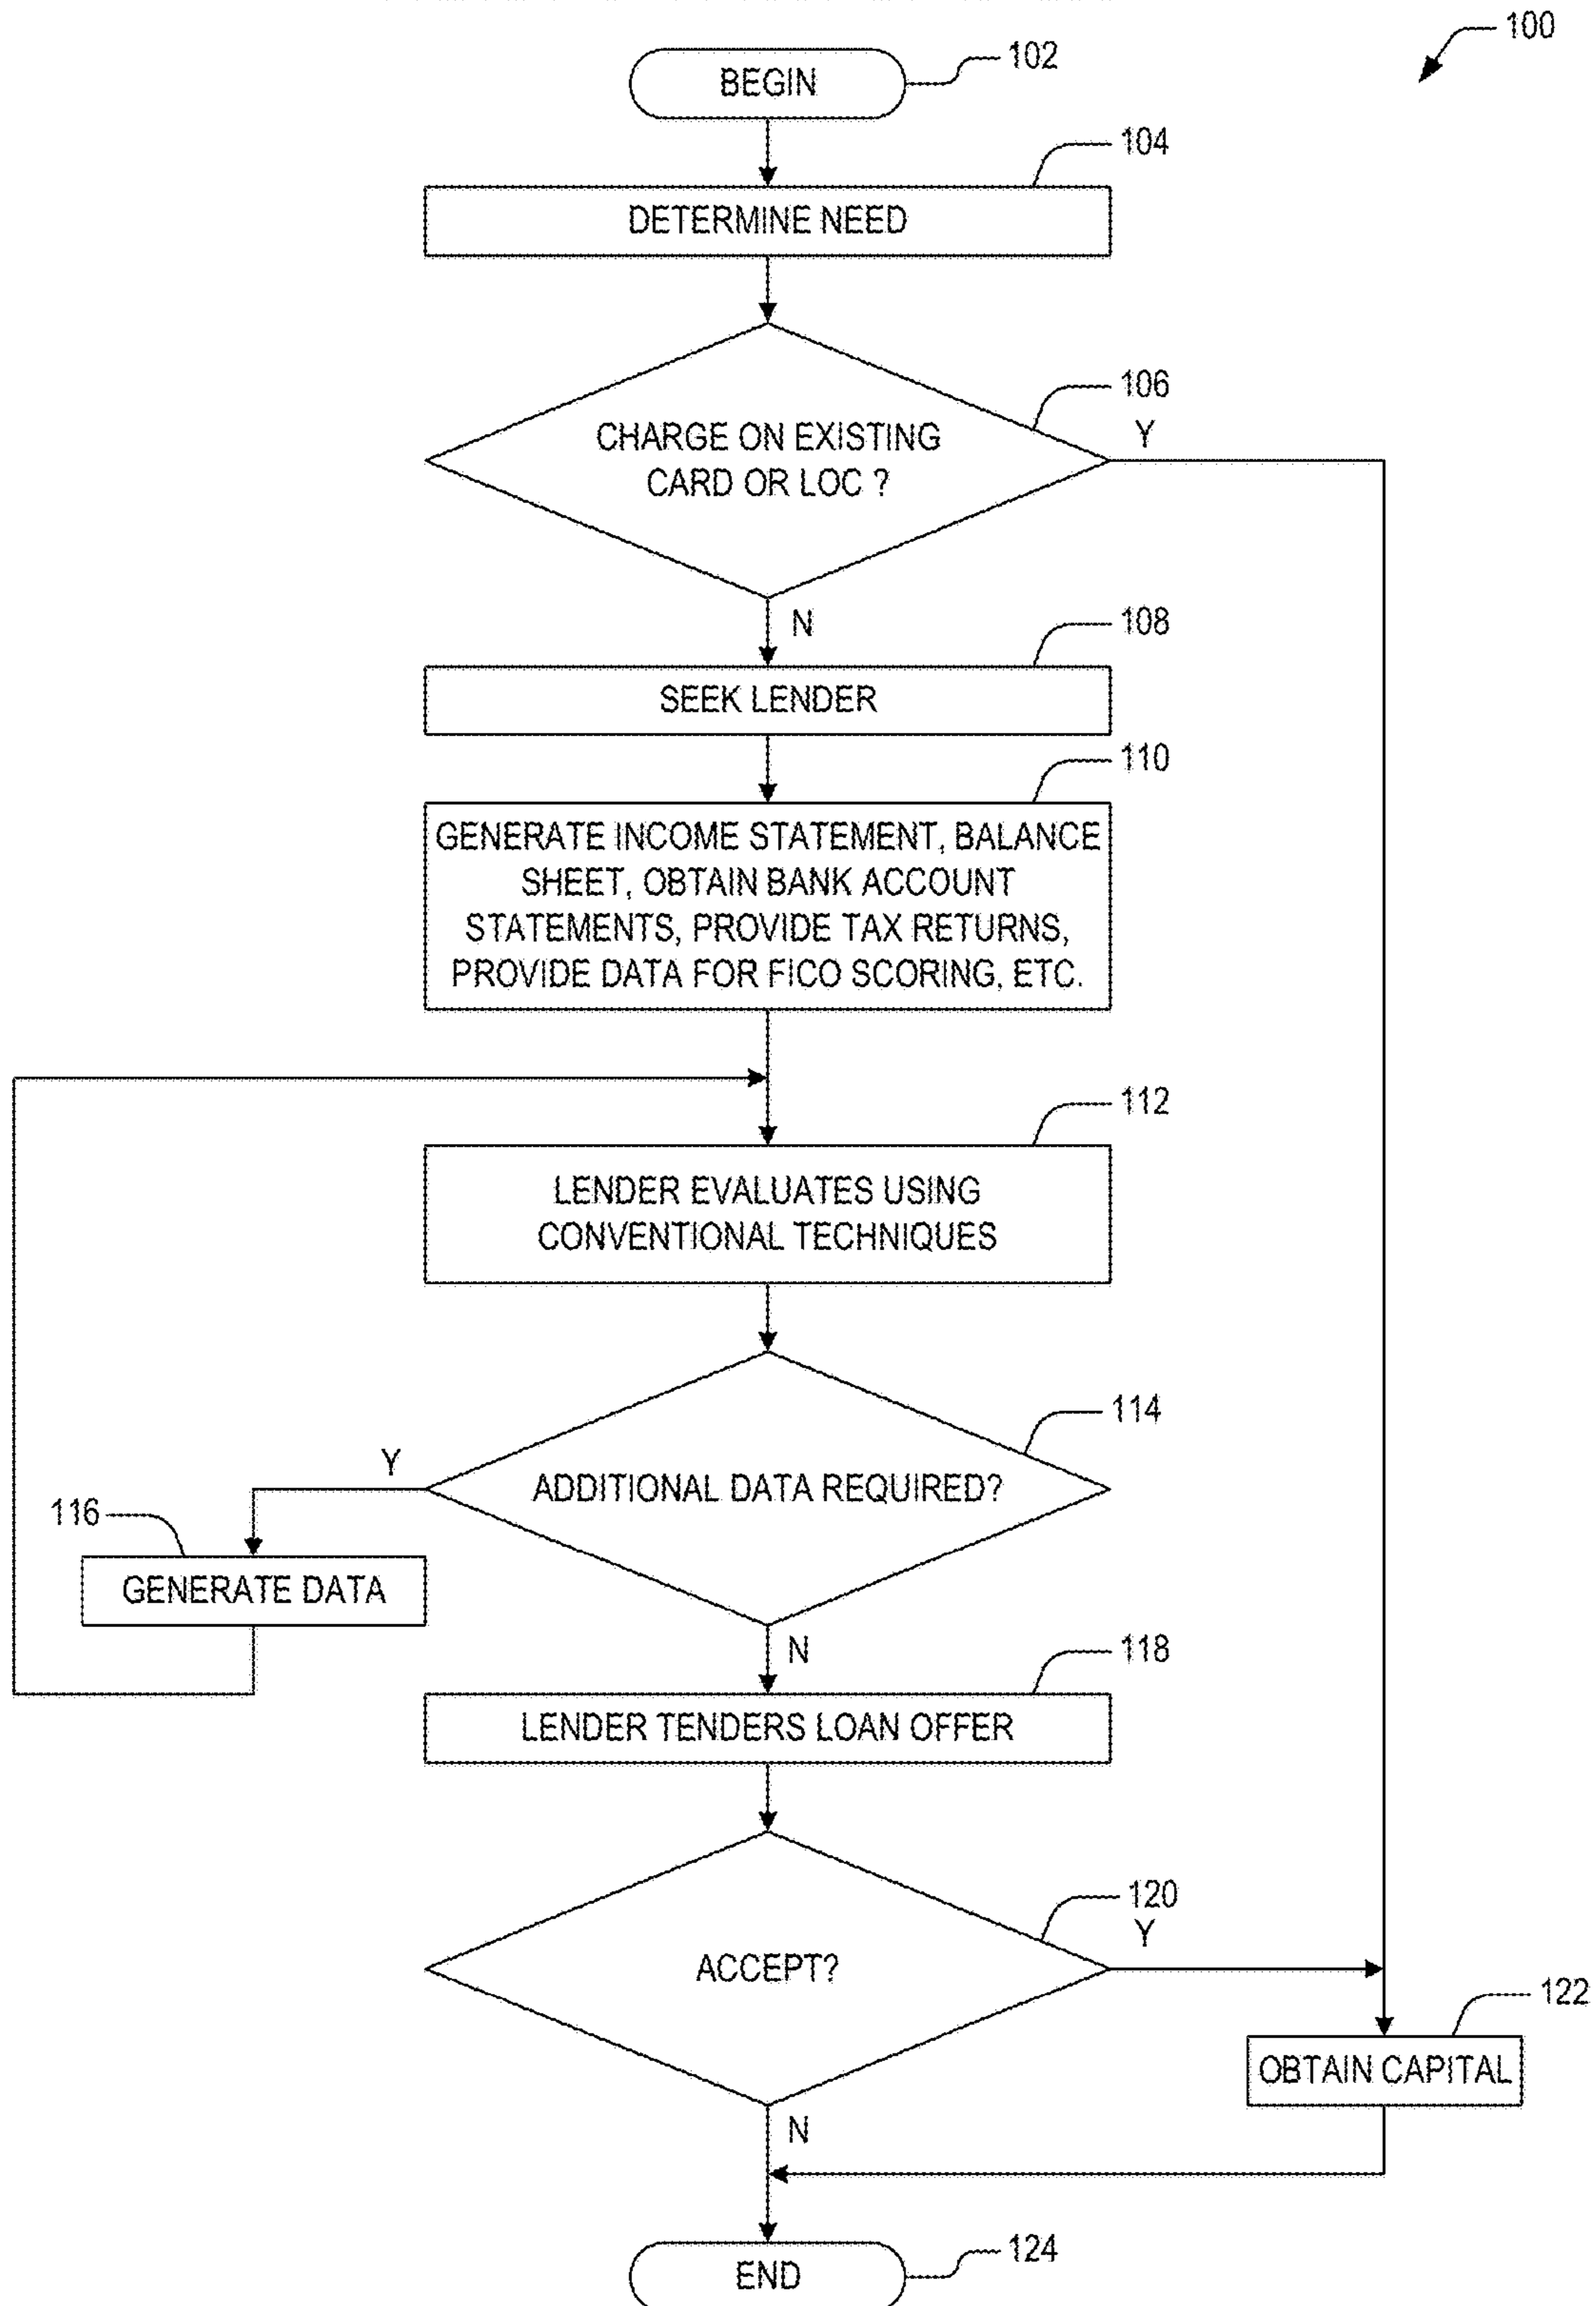 100
102
BEGIN
104
DETERMINE NEED
106
CHARGE ON EXISTING
CARD OR LOC ?
Y
N
108
SEEK LENDER
110
GENERATE INCOME STATEMENT, BALANCE
SHEET, OBTAIN BANK ACCOUNT
STATEMENTS, PROVIDE TAX RETURNS,
PROVIDE DATA FOR FICO SCORING, ETC.
112
LENDER EVALUATES USING
CONVENTIONAL TECHNIQUES
114
ADDITIONAL DATA REQUIRED?
Y
116
GENERATE DATA
N
118
LENDER TENDERS LOAN OFFER
120
ACCEPT?
Y
122
OBTAIN CAPITAL
N
124
END